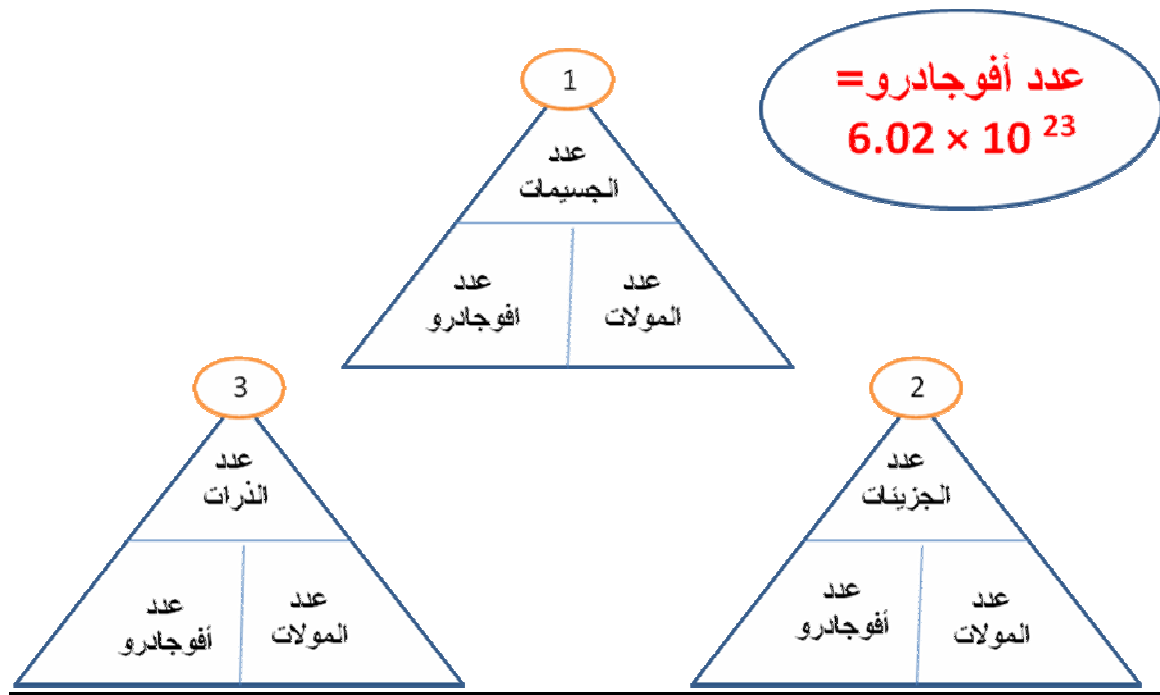 عدد أفوجادرو=
6.02 × 10 23
1
عدد
الجسيمات
عدد
المولات
عدد
افوجادرو
2
عدد
الجزيئات
عدد
المولات
عدد
أفوجادرو
3
عدد
الذرات
عدد
المولات
عدد
أفوجادرو